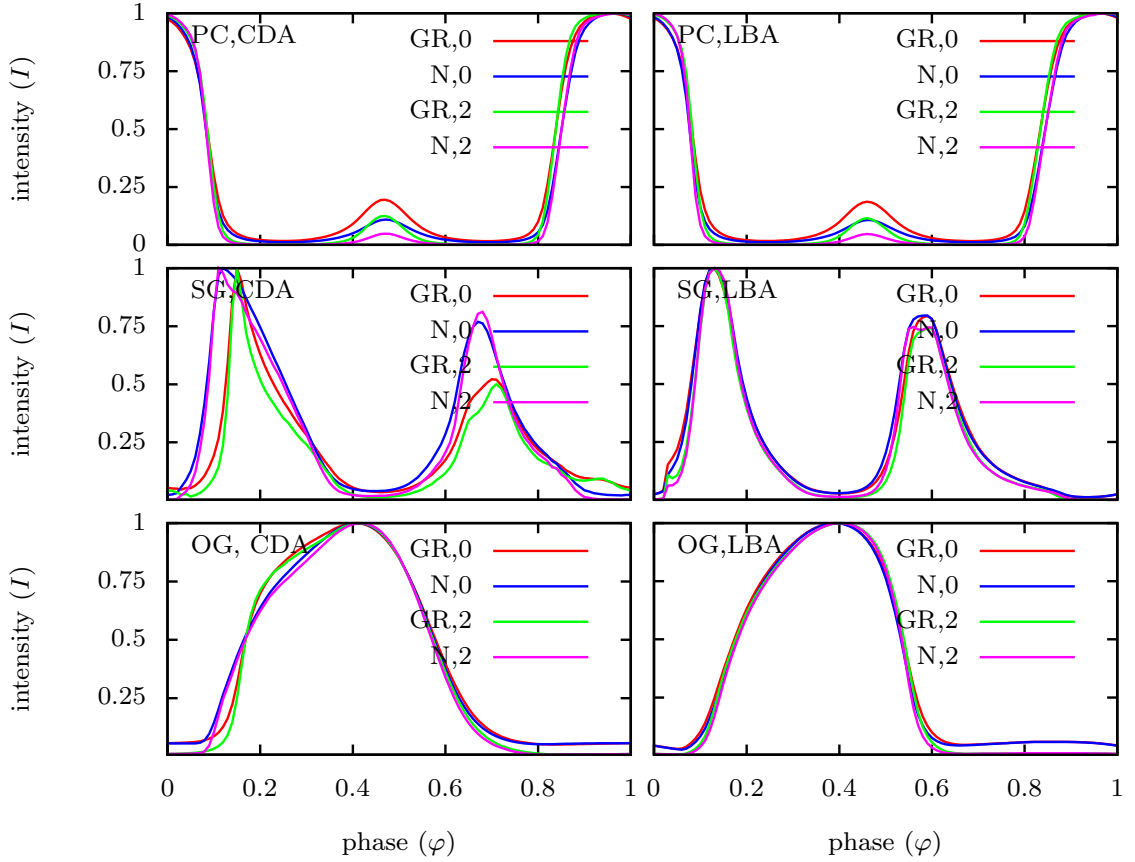 1 PC,CDA GR,0 PC,LBA GR,0
0.75 N,0 N,0
intensity (I) 0.5 GR,2 GR,2
N,2 N,2
0.25
0
1 SG,CDA GR,0 SG,LBA GR,0
0.75 N,0 N,0
intensity (I) 0.5 GR,2 GR,2
N,2 N,2
0.25
1 OG, CDA GR,0 OG,LBA GR,0
0.75 N,0 N,0
intensity (I) 0.5 GR,2 GR,2
N,2 N,2
0.25
0 0.2 0.4 0.6 0.8 1 0 0.2 0.4 0.6 0.8 1
phase (φ) phase (φ)